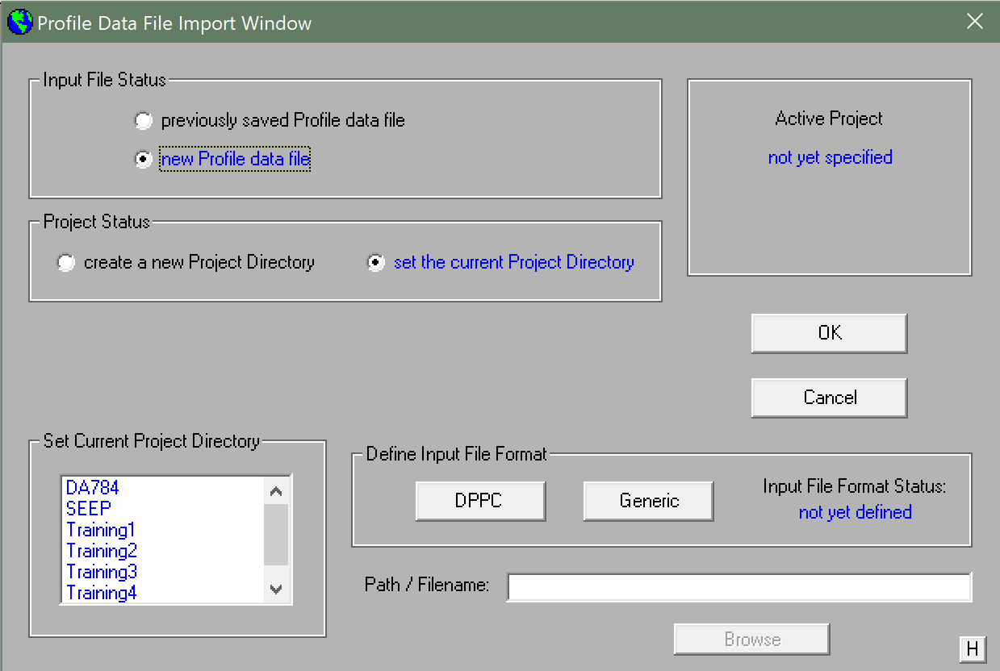 Profile Data File Import Window
Input File Status
previously saved Profile data file
new Profile data file
Active Project
not yet specified
Project Status
create a new Project Directory
set the current Project Directory
OK
Cancel
Set Current Project Directory
DA784
SEEP
Training1
Training2
Training3
Training4
Define Input File Format
DPPC
Generic
Input File Format Status:
not yet defined
Path / Filename:
Browse
H